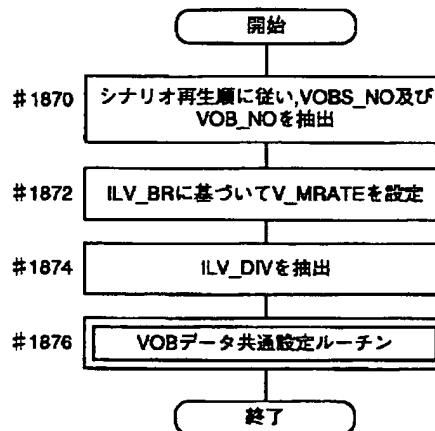 開始
#1870
シナリオ再生順に従い,VOBS_NO及び
VOB_NOを抽出
#1872
ILV_BRに基づいてV_MRATEを設定
#1874
ILV_DIVを抽出
#1876
VOBデータ共通設定ルーチン
終了